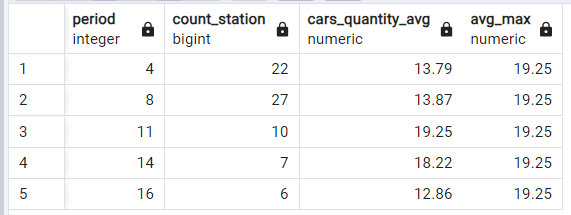 period count_station cars_quantity_avg avg_max
integer bigint numeric numeric
1 4 22 13.79 19.25
2 8 27 13.87 19.25
3 11 10 19.25 19.25
4 14 7 18.22 19.25
5 16 6 12.86 19.25